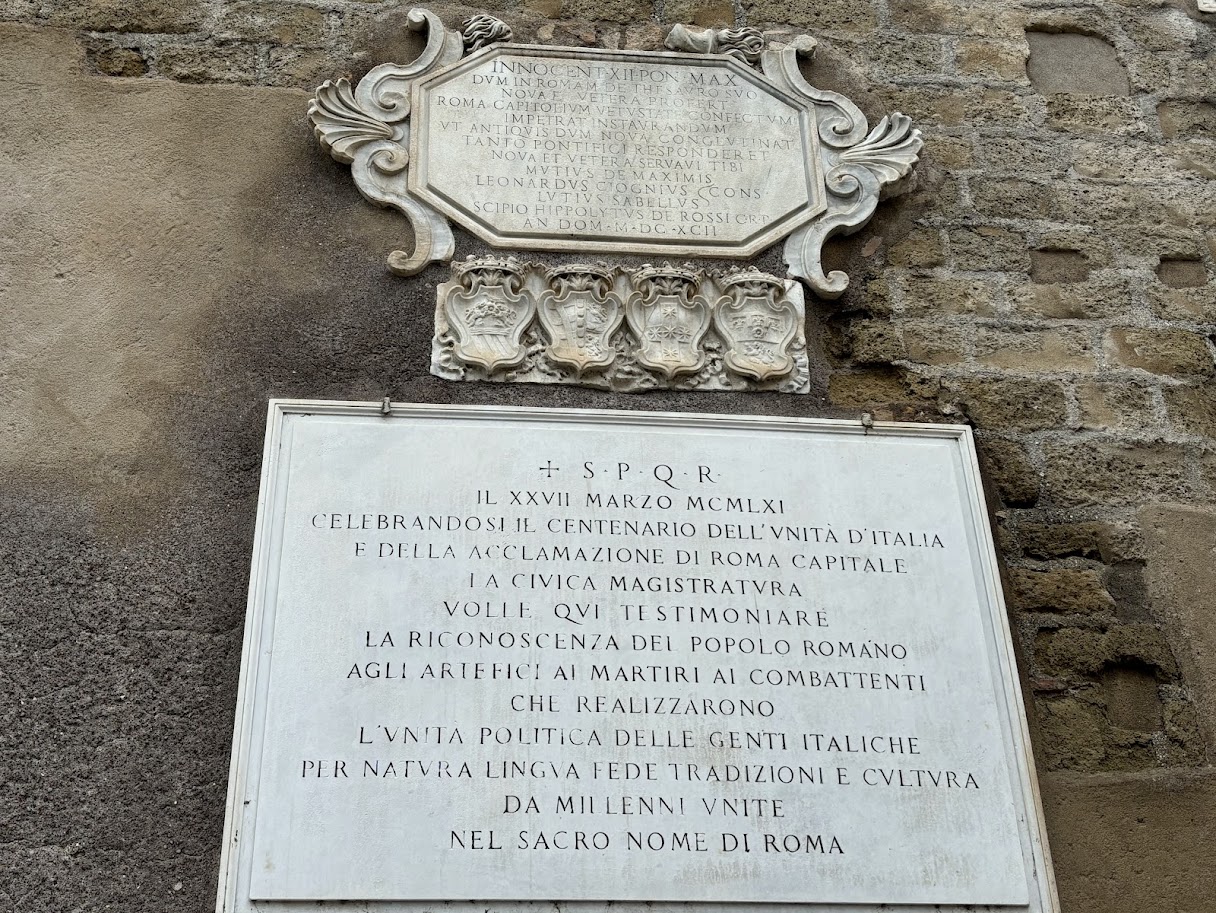 INNOCENT·XII·PON·MAX
DVM IN ROMAM DE THESAVRO SVO
NOVA ET VETERA PROFERT
ROMA CAPITOLIVM VETVSTATE CONFECTVM
IMPETRAT INSTAVRANDVM
VT ANTIQVIS DVM NOVA CONGLVTINAT
TANTO PONTIFICI RESPONDERET
NOVA ET VETERA SERVAVI TIBI
MVTIVS DE MAXIMIS
LEONARDVS CONS·
LVTIVS SABELLVS
SCIPIO HIPPOLYTVS DE ROSSI
AN DOM·M·DC·XCII
+ S·P·Q·R·
IL XXVII MARZO MCMLXI
CELEBRANDOSI IL CENTENARIO DELL'VNITÀ D'ITALIA
E DELLA ACCLAMAZIONE DI ROMA CAPITALE
LA CIVICA MAGISTRATVRA
VOLLE QVI TESTIMONIARE
LA RICONOSCENZA DEL POPOLO ROMANO
AGLI ARTEFICI AI MARTIRI AI COMBATTENTI
CHE REALIZZARONO
L'VNITÀ POLITICA DELLE GENTI ITALICHE
PER NATVRA LINGVA FEDE TRADIZIONI E CVLTVRA
DA MILLENNI VNITE
NEL SACRO NOME DI ROMA